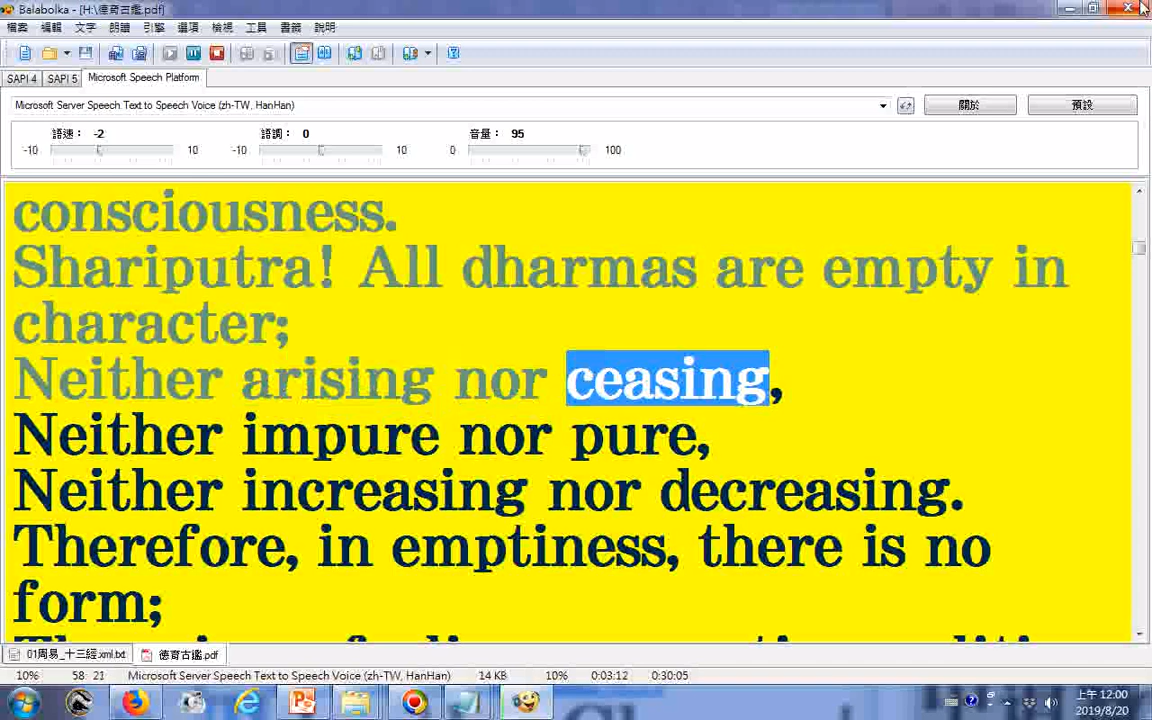 Balabolka - [H:\德育古鑑.pdf]
檔案 編輯 文字 朗讀 引擎 選項 檢視 工具 書籤 說明
SAPI 4 SAPI 5 Microsoft Speech Platform
Microsoft Server Speech Text to Speech Voice (zh-TW, HanHan) 關於 預設
語速： -2 語調： 0 音量： 95
-10 10 -10 10 0 100
consciousness.
Shariputra! All dharmas are empty in
character;
Neither arising nor ceasing,
Neither impure nor pure,
Neither increasing nor decreasing.
Therefore, in emptiness, there is no
form;
01周易_十三經.xml.txt 德育古鑑.pdf
10% 58: 21 Microsoft Server Speech Text to Speech Voice (zh-TW, HanHan) 14 KB 10% 0:03:12 0:30:05
上午 12:00
2019/8/20